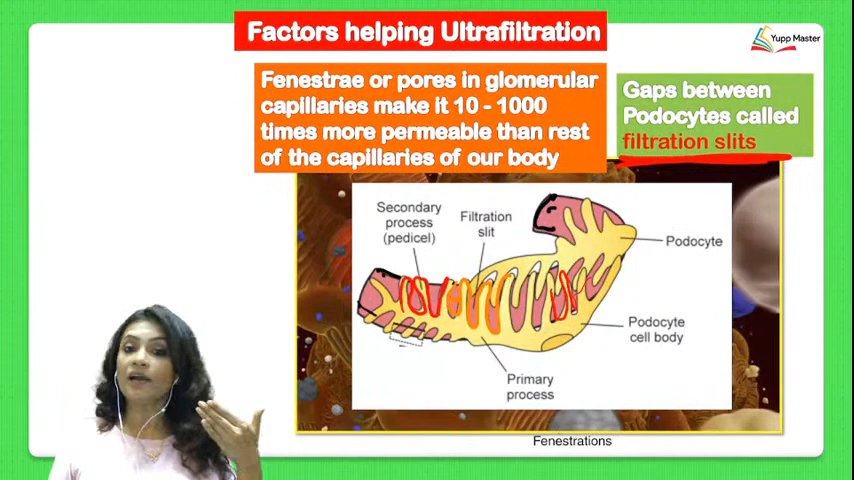 Factors helping Ultrafiltration
Yupp Master
Fenestrae or pores in glomerular
capillaries make it 10 - 1000
times more permeable than rest
of the capillaries of our body
Gaps between
Podocytes called
filtration slits
Secondary
process
(pedicel)
Filtration
slit
Podocyte
Podocyte
cell body
Primary
process
Fenestrations